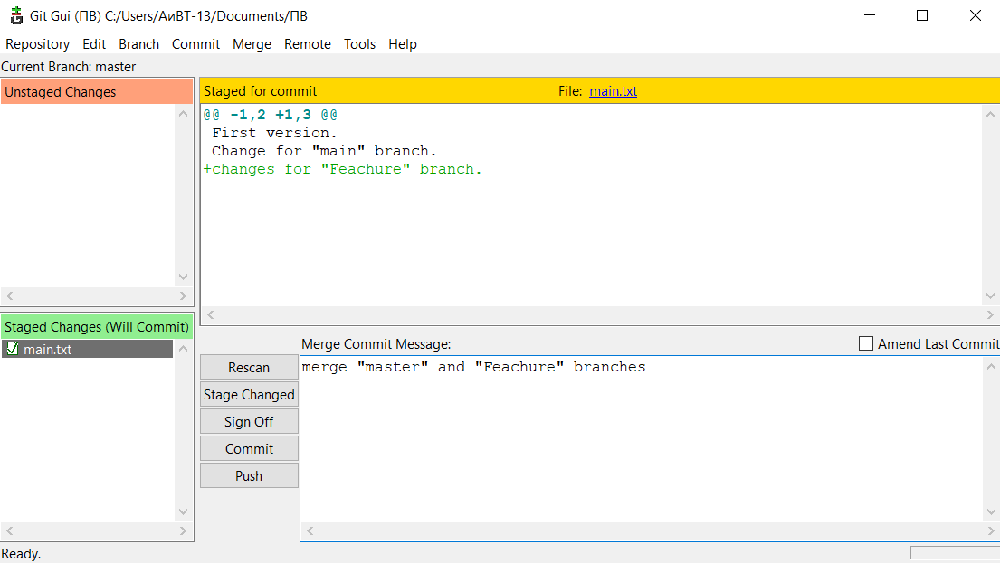 Git Gui (ПВ) C:/Users/АиВТ-13/Documents/ПВ
Repository Edit Branch Commit Merge Remote Tools Help
Current Branch: master
Unstaged Changes
Staged for commit File: main.txt
@@ -1,2 +1,3 @@
First version.
Change for "main" branch.
+changes for "Feachure" branch.
Staged Changes (Will Commit)
main.txt
Merge Commit Message: Amend Last Commit
Rescan
Stage Changed
Sign Off
Commit
Push
merge "master" and "Feachure" branches
Ready.